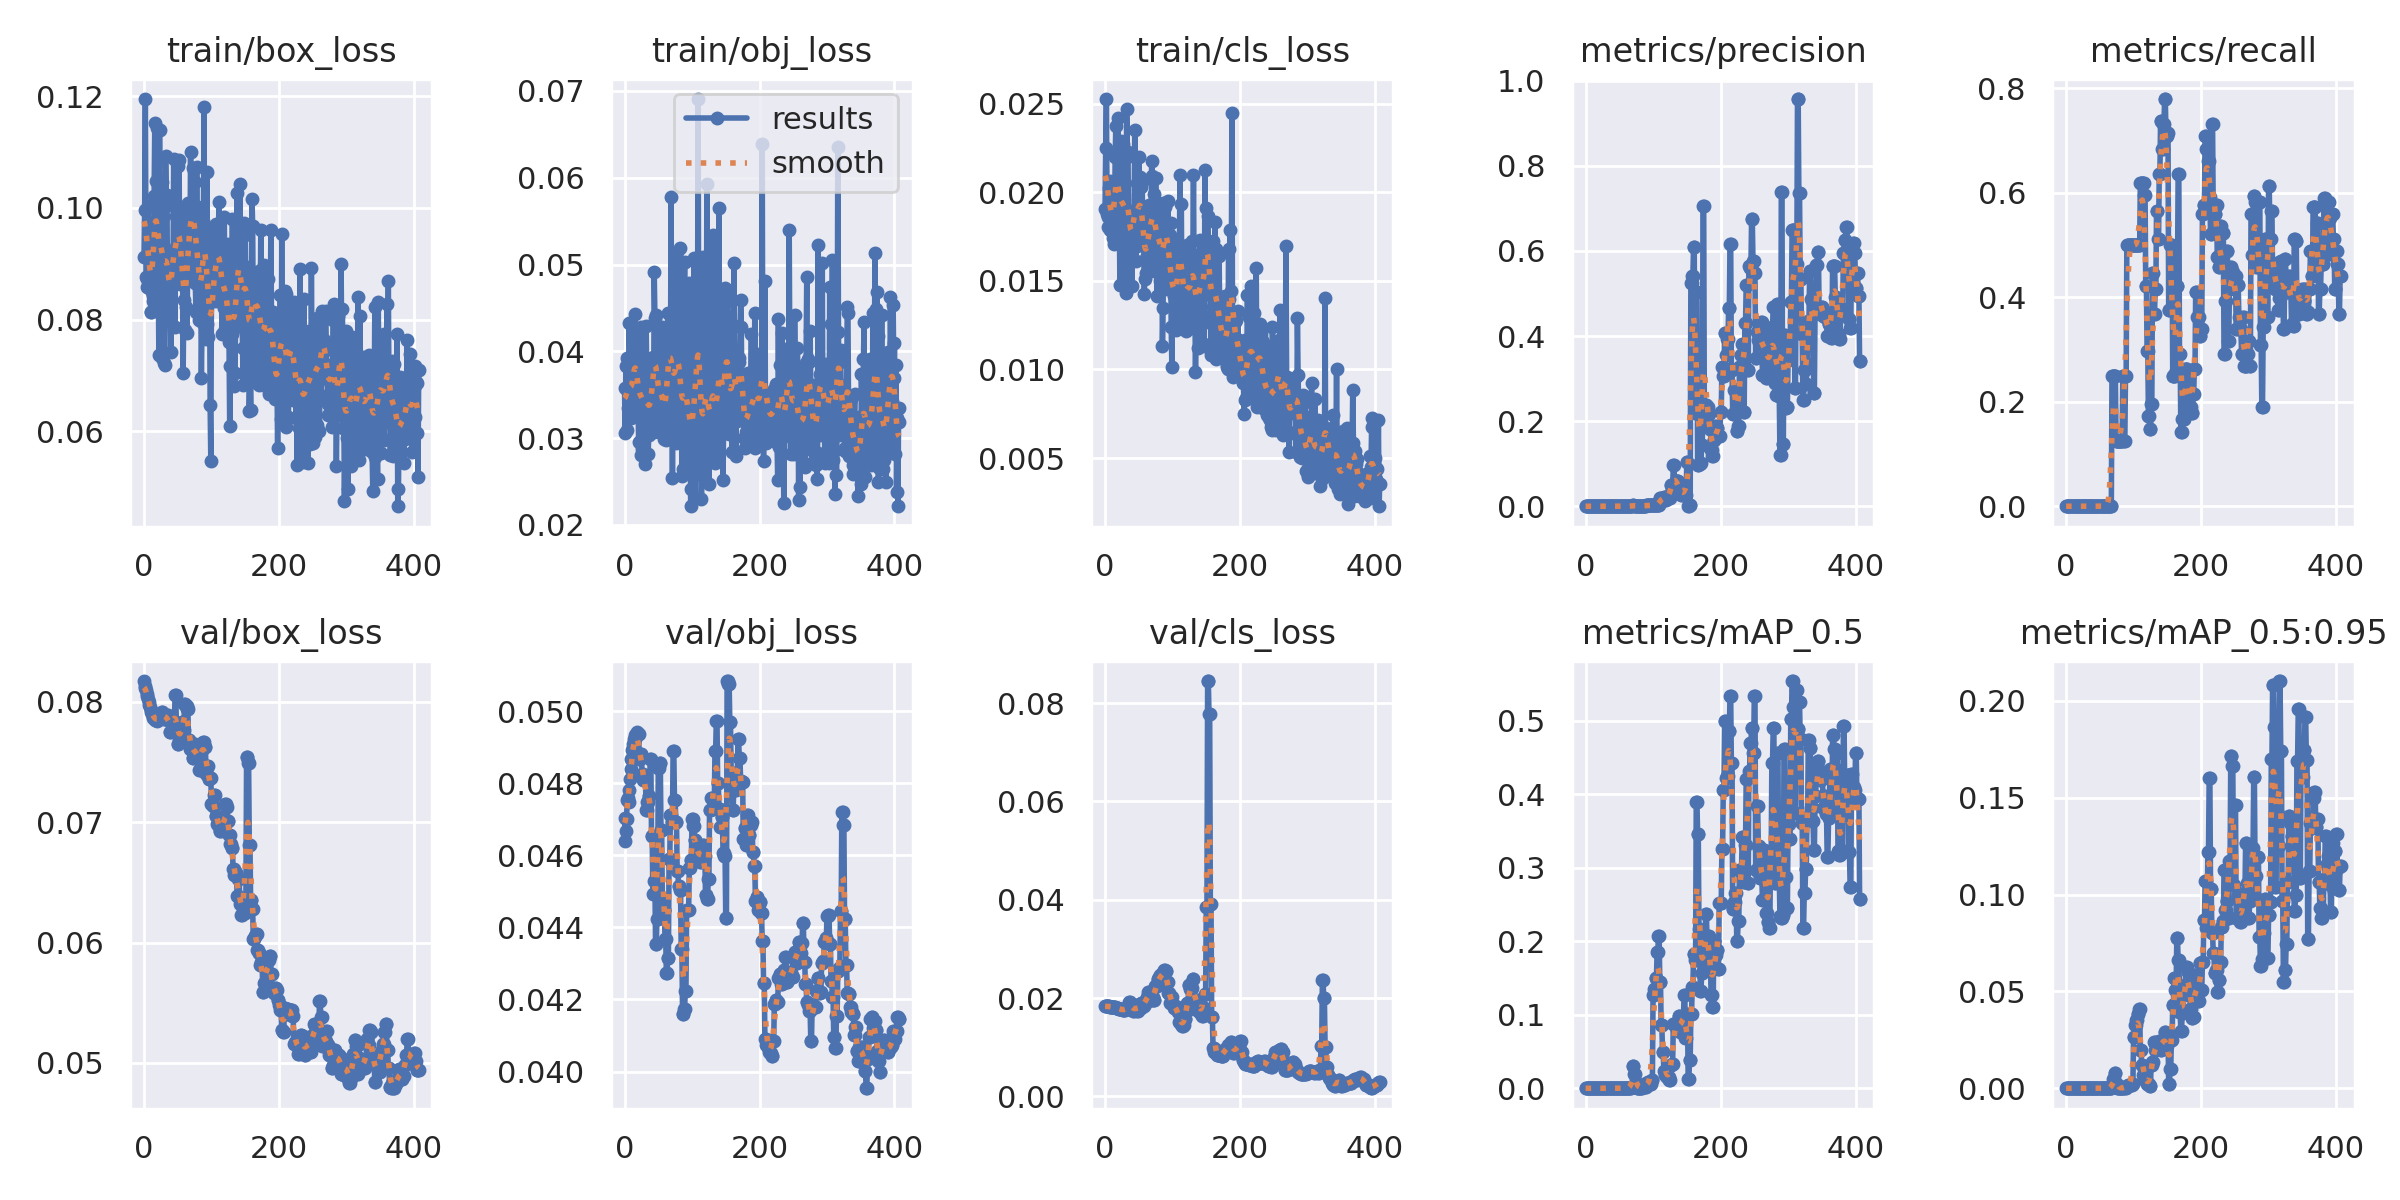 train/box_loss
train/obj_loss
train/cls_loss
metrics/precision
metrics/recall
0.12
0.10
0.08
0.06
0 200 400
0.07
0.06
0.05
0.04
0.03
0.02
results
smooth
0 200 400
0.025
0.020
0.015
0.010
0.005
0 200 400
1.0
0.8
0.6
0.4
0.2
0.0
0 200 400
0.8
0.6
0.4
0.2
0.0
0 200 400
val/box_loss
val/obj_loss
val/cls_loss
metrics/mAP_0.5
metrics/mAP_0.5:0.95
0.08
0.07
0.06
0.05
0 200 400
0.050
0.048
0.046
0.044
0.042
0.040
0 200 400
0.08
0.06
0.04
0.02
0.00
0 200 400
0.5
0.4
0.3
0.2
0.1
0.0
0 200 400
0.20
0.15
0.10
0.05
0.00
0 200 400